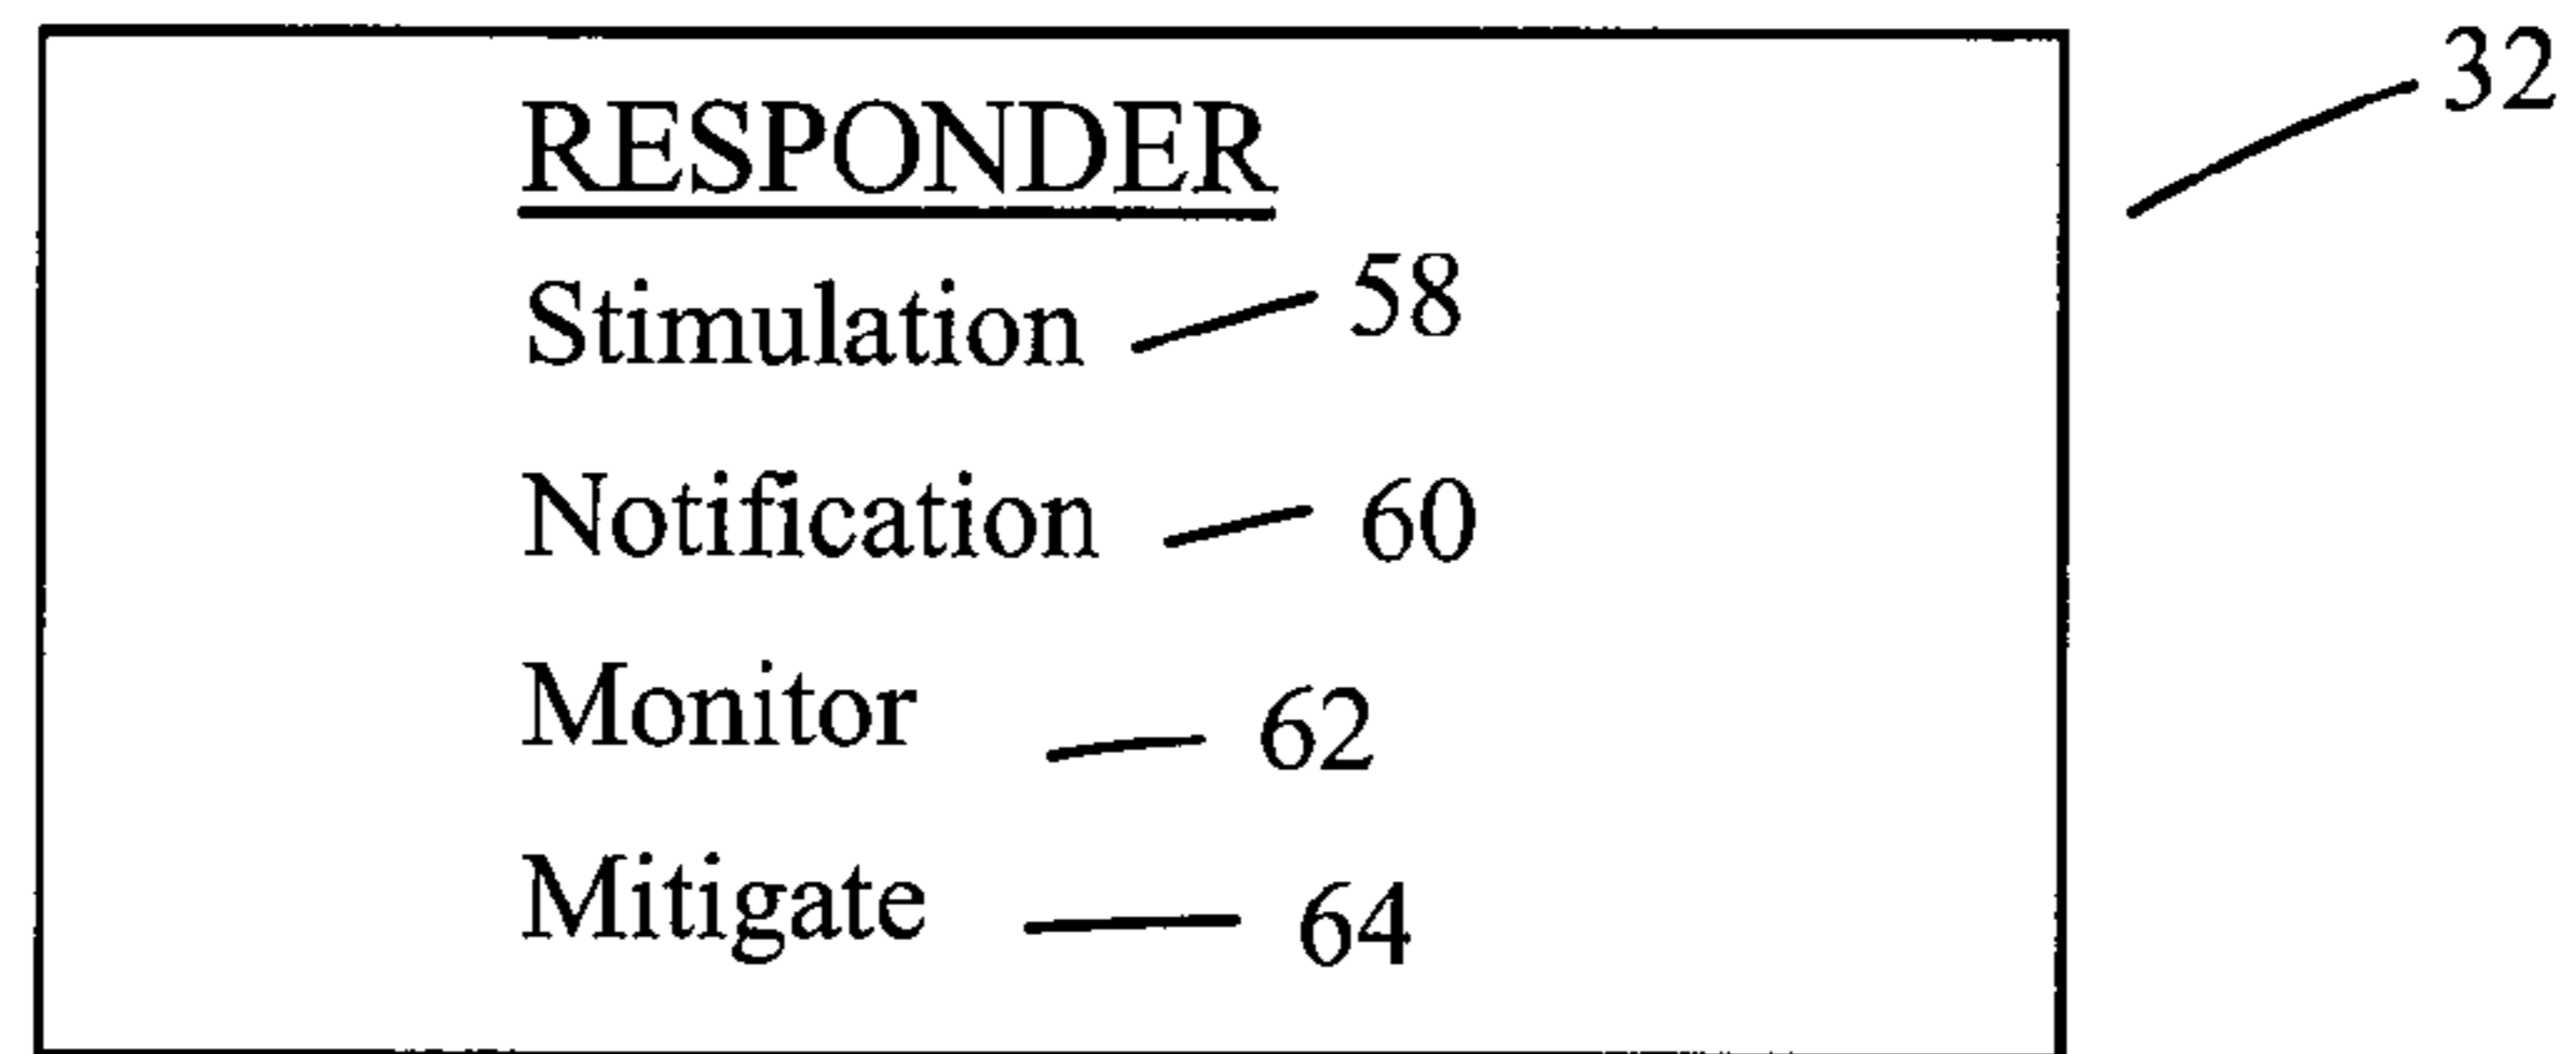 RESPONDER 32
Stimulation 58
Notification 60
Monitor 62
Mitigate 64